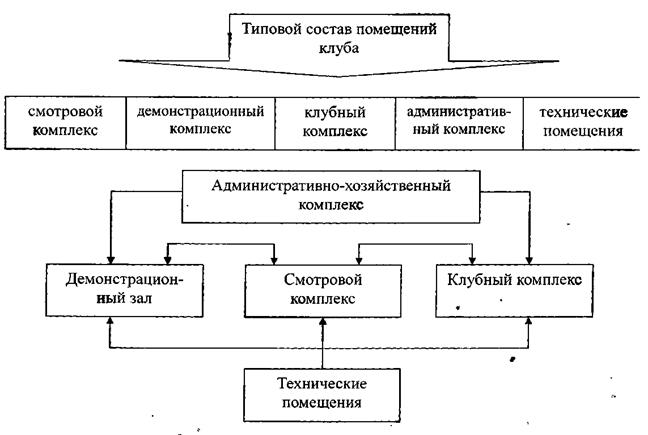 Типовой состав помещений
клуба
смотровой
комплекс
демонстрационный
комплекс
клубный
комплекс
административ-
ный комплекс
технические
помещения
Административно-хозяйственный
комплекс
Демонстрацион-
ный зал
Смотровой
комплекс
Клубный комплекс
Технические
помещения